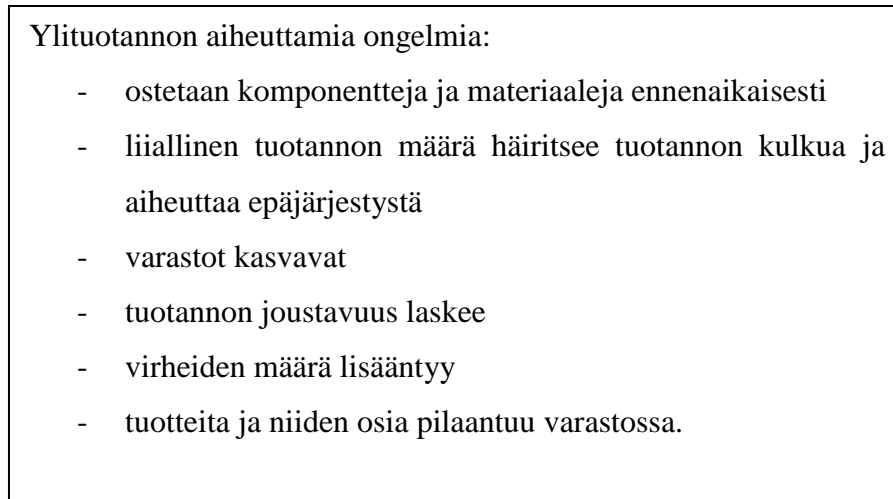 Ylituotannon aiheuttamia ongelmia:
- ostetaan komponentteja ja materiaaleja ennenaikaisesti
- liiallinen tuotannon määrä häiritsee tuotannon kulkua ja
aiheuttaa epäjärjestystä
- varastot kasvavat
- tuotannon joustavuus laskee
- virheiden määrä lisääntyy
- tuotteita ja niiden osia pilaantuu varastossa.